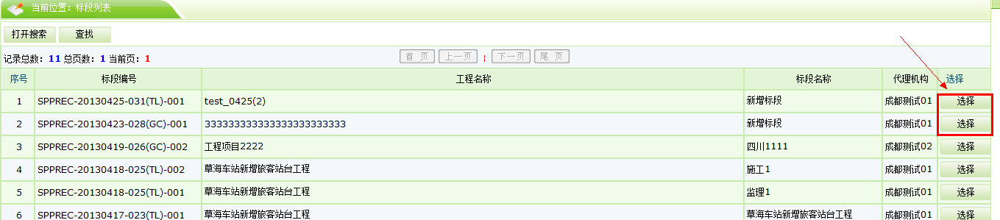 当前位置：标段列表
打开搜索 查找
记录总数：11 总页数：1 当前页：1 首 页 上一页 ¦ 下一页 尾 页
序号 标段编号 工程名称 标段名称 代理机构 选择
1 SPPREC-20130425-031(TL)-001 test_0425(2) 新增标段 成都测试01 选择
2 SPPREC-20130423-028(GC)-001 333333333333333333333333 新增标段 成都测试01 选择
3 SPPREC-20130419-026(GC)-002 工程项目2222 四川1111 成都测试02 选择
4 SPPREC-20130418-025(TL)-002 草海车站新增旅客站台工程 施工1 成都测试01 选择
5 SPPREC-20130418-025(TL)-001 草海车站新增旅客站台工程 监理1 成都测试01 选择
6 SPPREC-20130417-023(TL)-001 草海车站新增旅客站台工程 草海车站新增旅客站台工程 成都测试01 选择